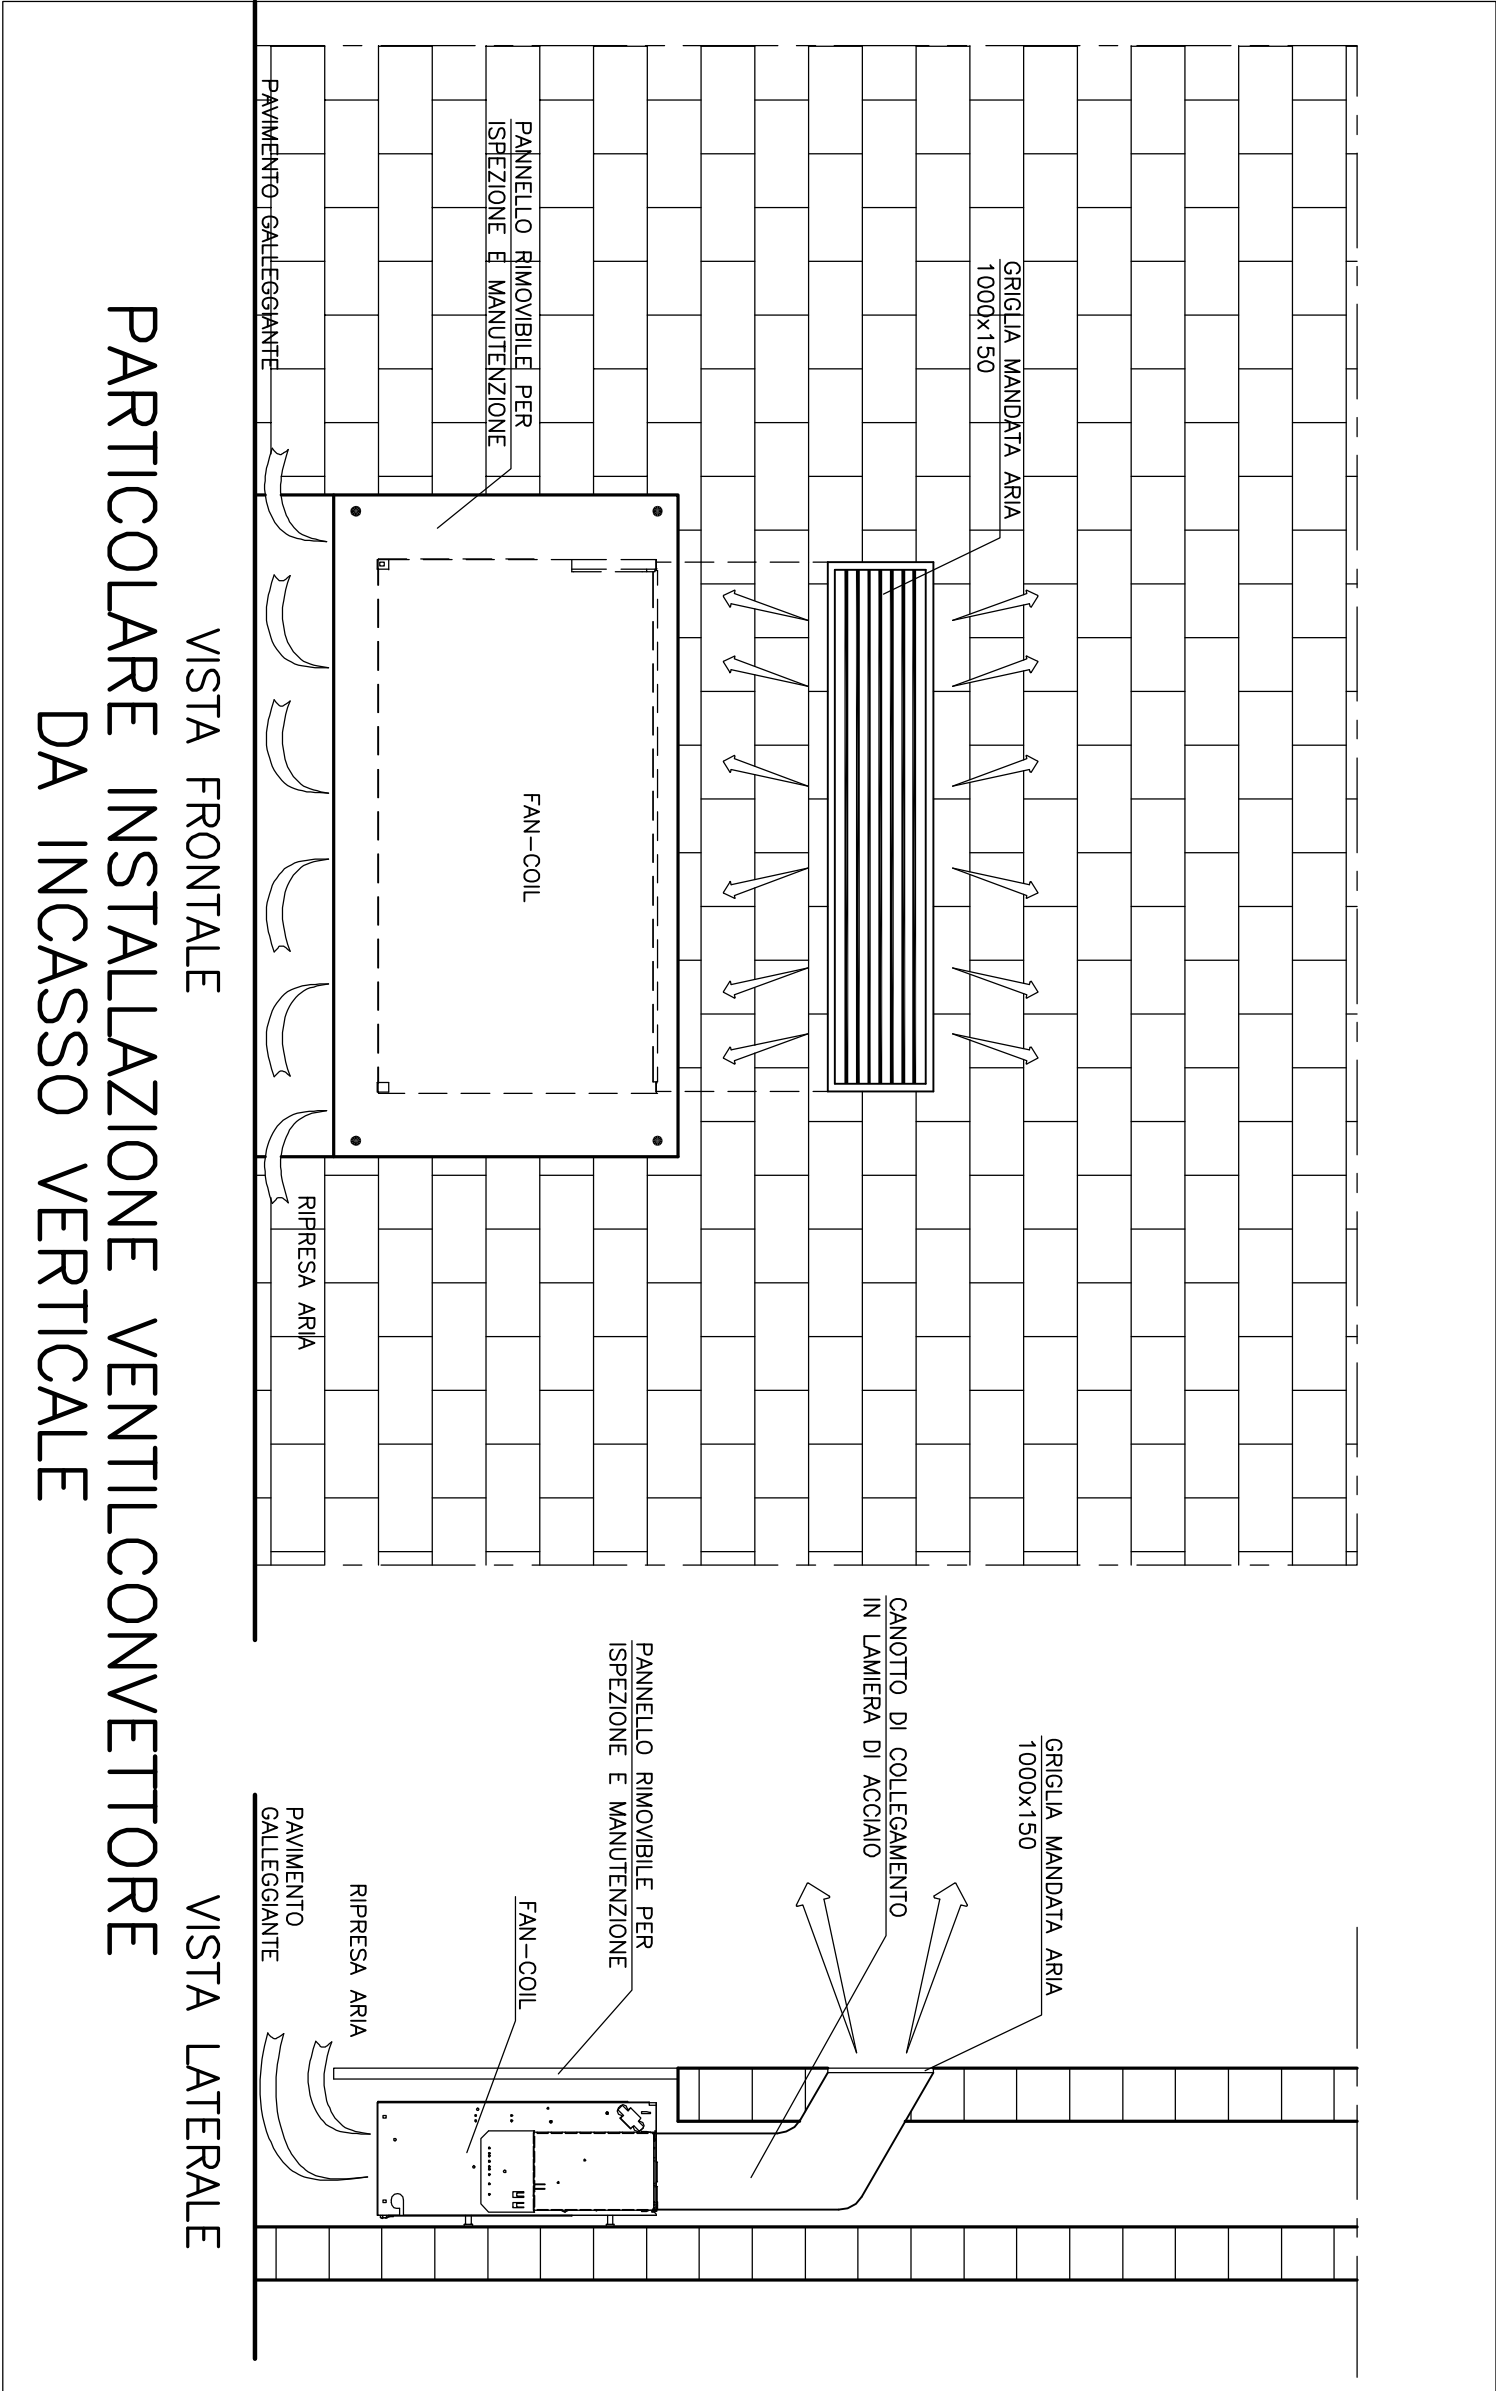 GRIGLIA MANDATA ARIA
1000x150
PANNELLO RIMOVIBILE PER
ISPEZIONE E MANUTENZIONE
FAN-COIL
RIPRESA ARIA
PAVIMENTO GALLEGGIANTE
VISTA FRONTALE
GRIGLIA MANDATA ARIA
1000x150
CANOTTO DI COLLEGAMENTO
IN LAMIERA DI ACCIAIO
PANNELLO RIMOVIBILE PER
ISPEZIONE E MANUTENZIONE
FAN-COIL
RIPRESA ARIA
PAVIMENTO
GALLEGGIANTE
VISTA LATERALE
PARTICOLARE INSTALLAZIONE VENTILCONVETTORE
DA INCASSO VERTICALE